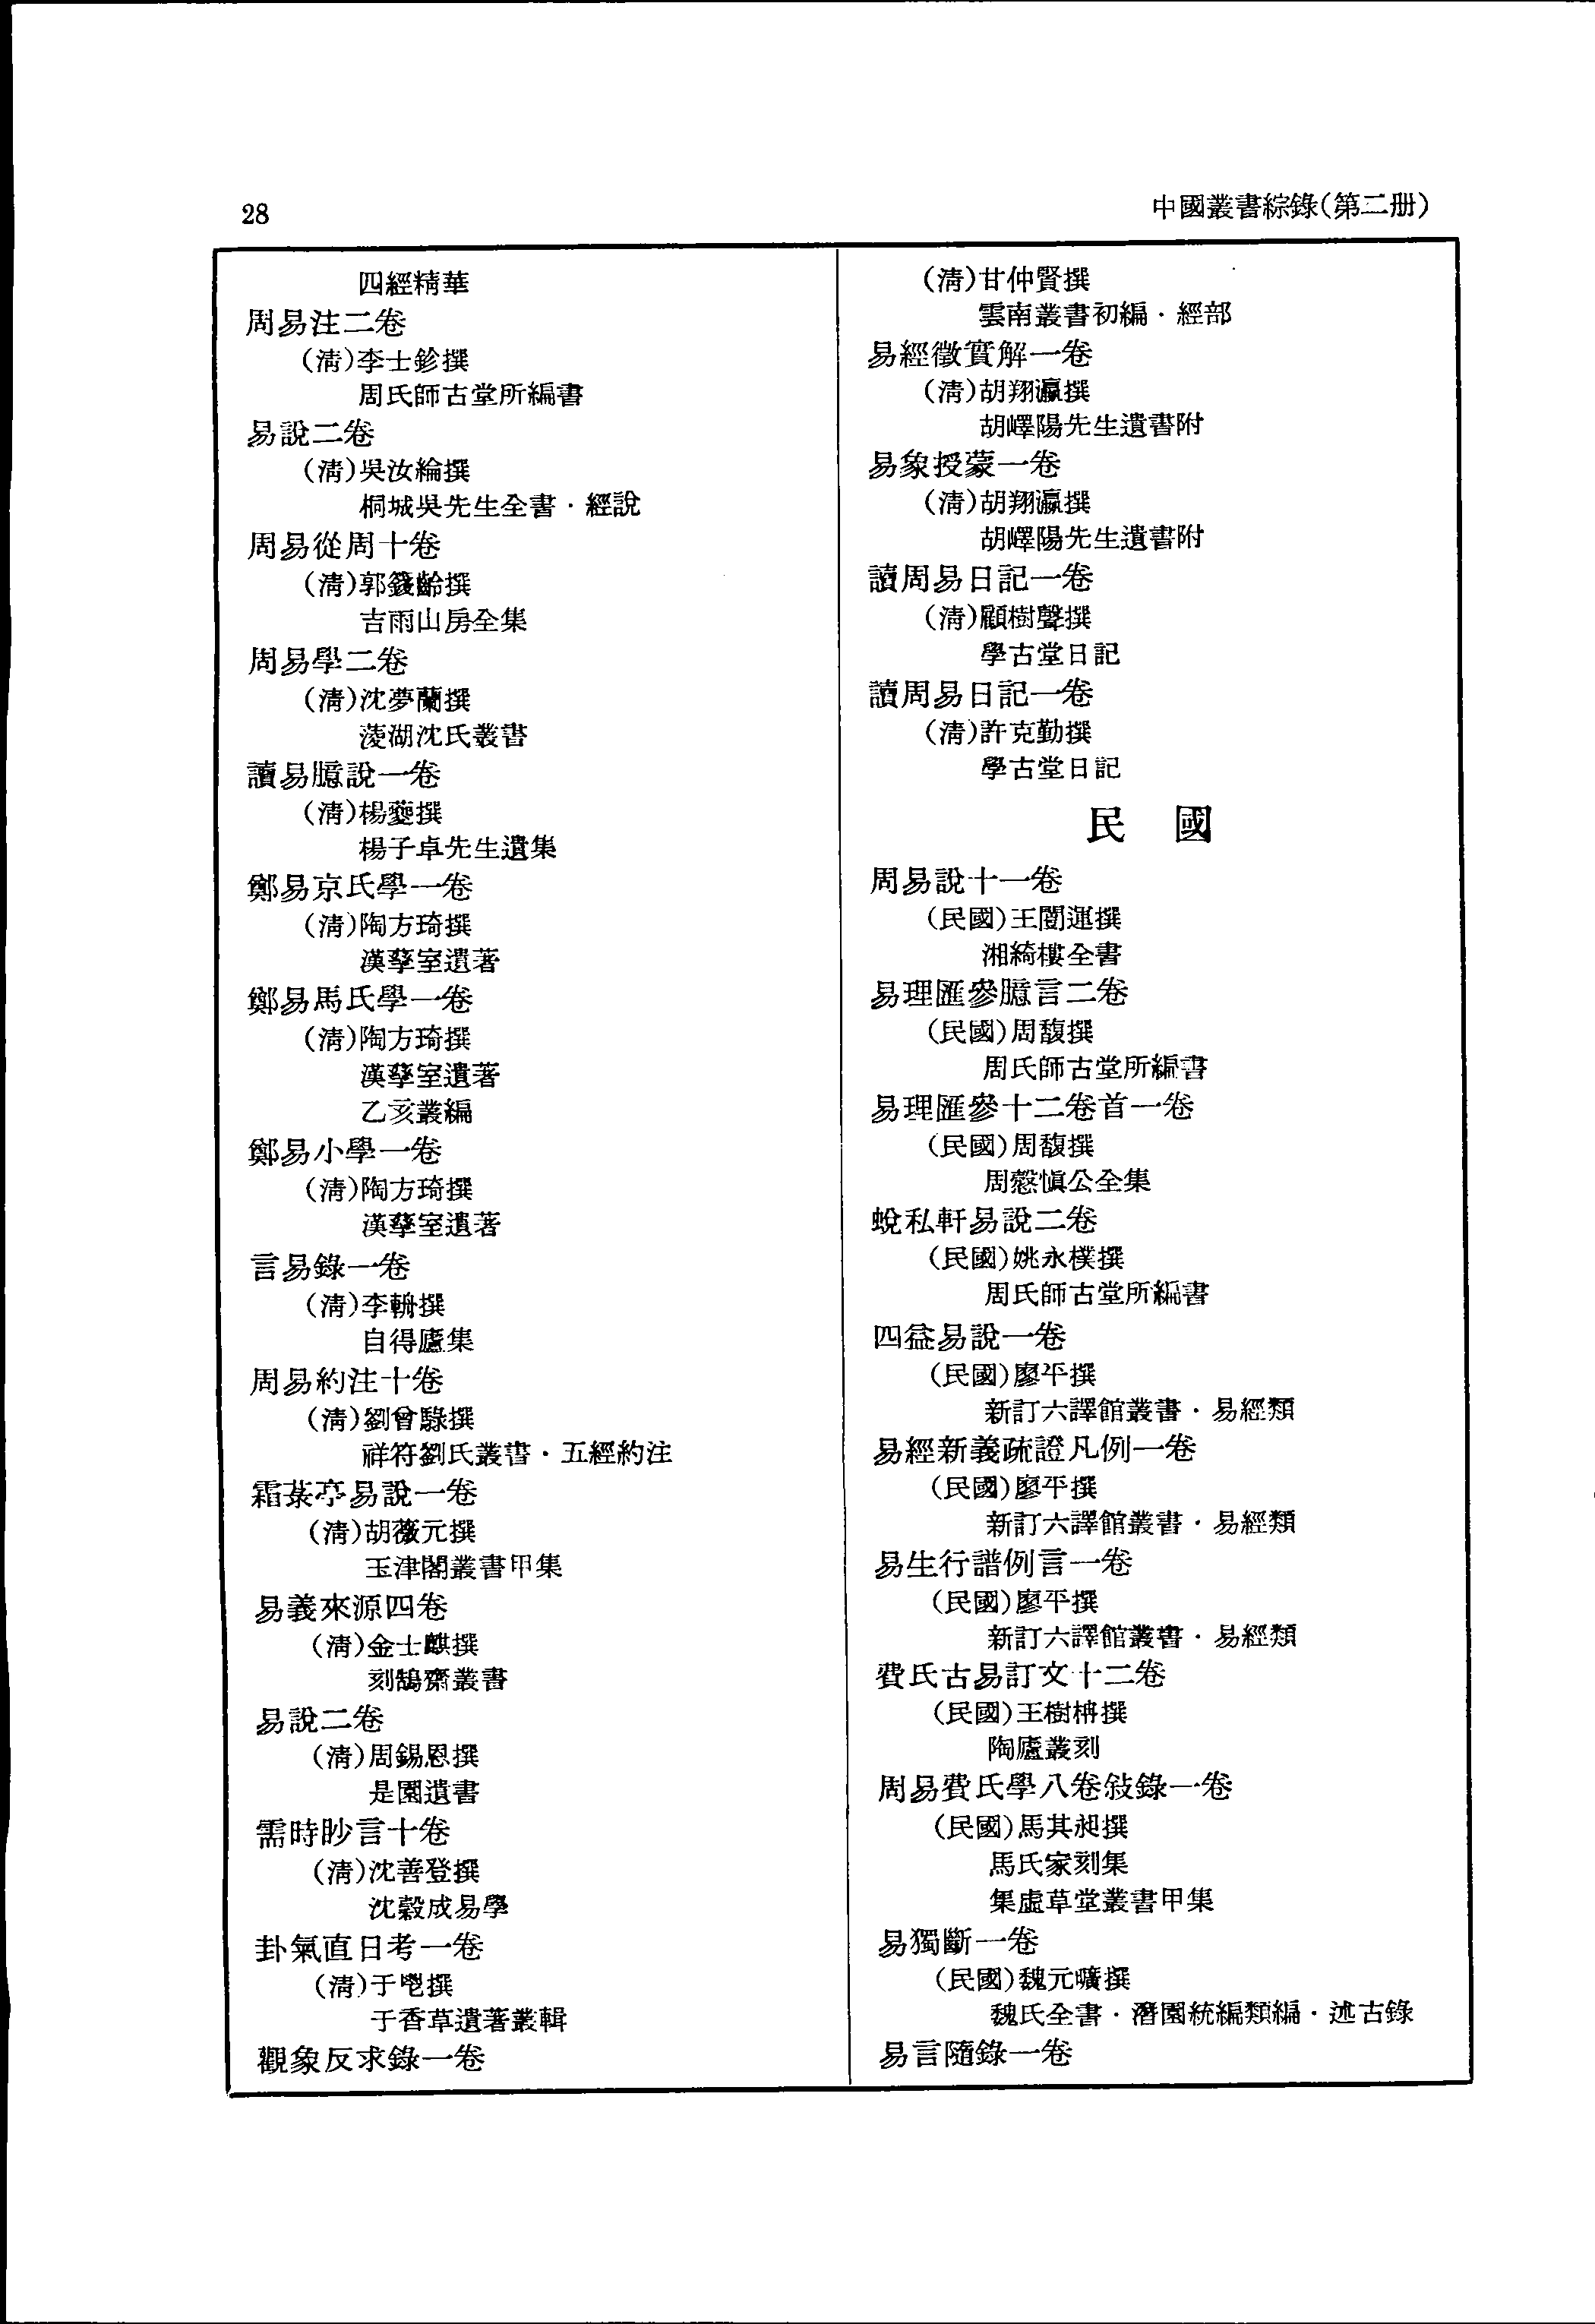 28
中國叢書綜錄(第二册)
四經精華
周易注二卷
(清)李士鉁撰
周氏師古堂所編書
易說二卷
(清)吳汝綸撰
桐城吳先生全書·經說
周易從周十卷
(清)郭籛齡撰
吉雨山房全集
周易學二卷
(清)沈夢蘭撰
菱湖沈氏叢書
讀易臆說一卷
(清)楊夔撰
楊子卓先生遺集
鄭易京氏學一卷
(清)陶方琦撰
漢孳室遺著
鄭易馬氏學一卷
(清)陶方琦撰
漢孳室遺著
乙亥叢編
鄭易小學一卷
(清)陶方琦撰
漢孳室遺著
言易錄一卷
(清)李輈撰
自得廬集
周易約注十卷
(清)劉曾騄撰
祥符劉氏叢書·五經約注
霜菉亭易說一卷
(清)胡薇元撰
玉津閣叢書甲集
易義來源四卷
(清)金士麒撰
刻鵠齋叢書
易說二卷
(清)周錫恩撰
是園遺書
需時眇言十卷
(清)沈善登撰
沈穀成易學
卦氣直日考一卷
(清)于鬯撰
于香草遺著叢輯
觀象反求錄一卷
(清)甘仲賢撰
雲南叢書初編·經部
易經徵實解一卷
(清)胡翔瀛撰
胡嶧陽先生遺書附
易象授蒙一卷
(清)胡翔瀛撰
胡嶧陽先生遺書附
讀周易日記一卷
(清)顧樹聲撰
學古堂日記
讀周易日記一卷
(清)許克勤撰
學古堂日記
民 國
周易說十一卷
(民國)王闓運撰
湘綺樓全書
易理匯參臆言二卷
(民國)周馥撰
周氏師古堂所編書
易理匯參十二卷首一卷
(民國)周馥撰
周慤愼公全集
蛻私軒易說二卷
(民國)姚永樸撰
周氏師古堂所編書
四益易說一卷
(民國)廖平撰
新訂六譯館叢書·易經類
易經新義疏證凡例一卷
(民國)廖平撰
新訂六譯館叢書·易經類
易生行譜例言一卷
(民國)廖平撰
新訂六譯館叢書·易經類
費氏古易訂文十二卷
(民國)王樹枏撰
陶廬叢刻
周易費氏學八卷敍錄一卷
(民國)馬其昶撰
馬氏家刻集
集虛草堂叢書甲集
易獨斷一卷
(民國)魏元曠撰
魏氏全書·潛園統編類編·述古錄
易言隨錄一卷